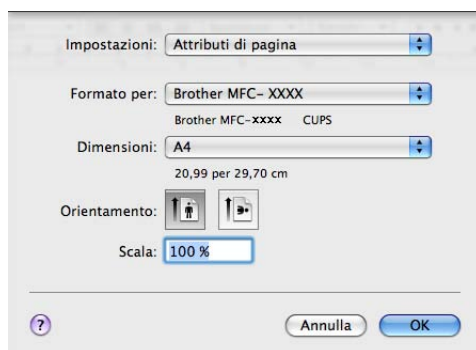 Impostazioni: Attributi di pagina
Formato per: Brother MFC- XXXX
Brother MFC-xxxx CUPS
Dimensioni: A4
20,99 per 29,70 cm
Orientamento:
Scala: 100 %
? Annulla OK